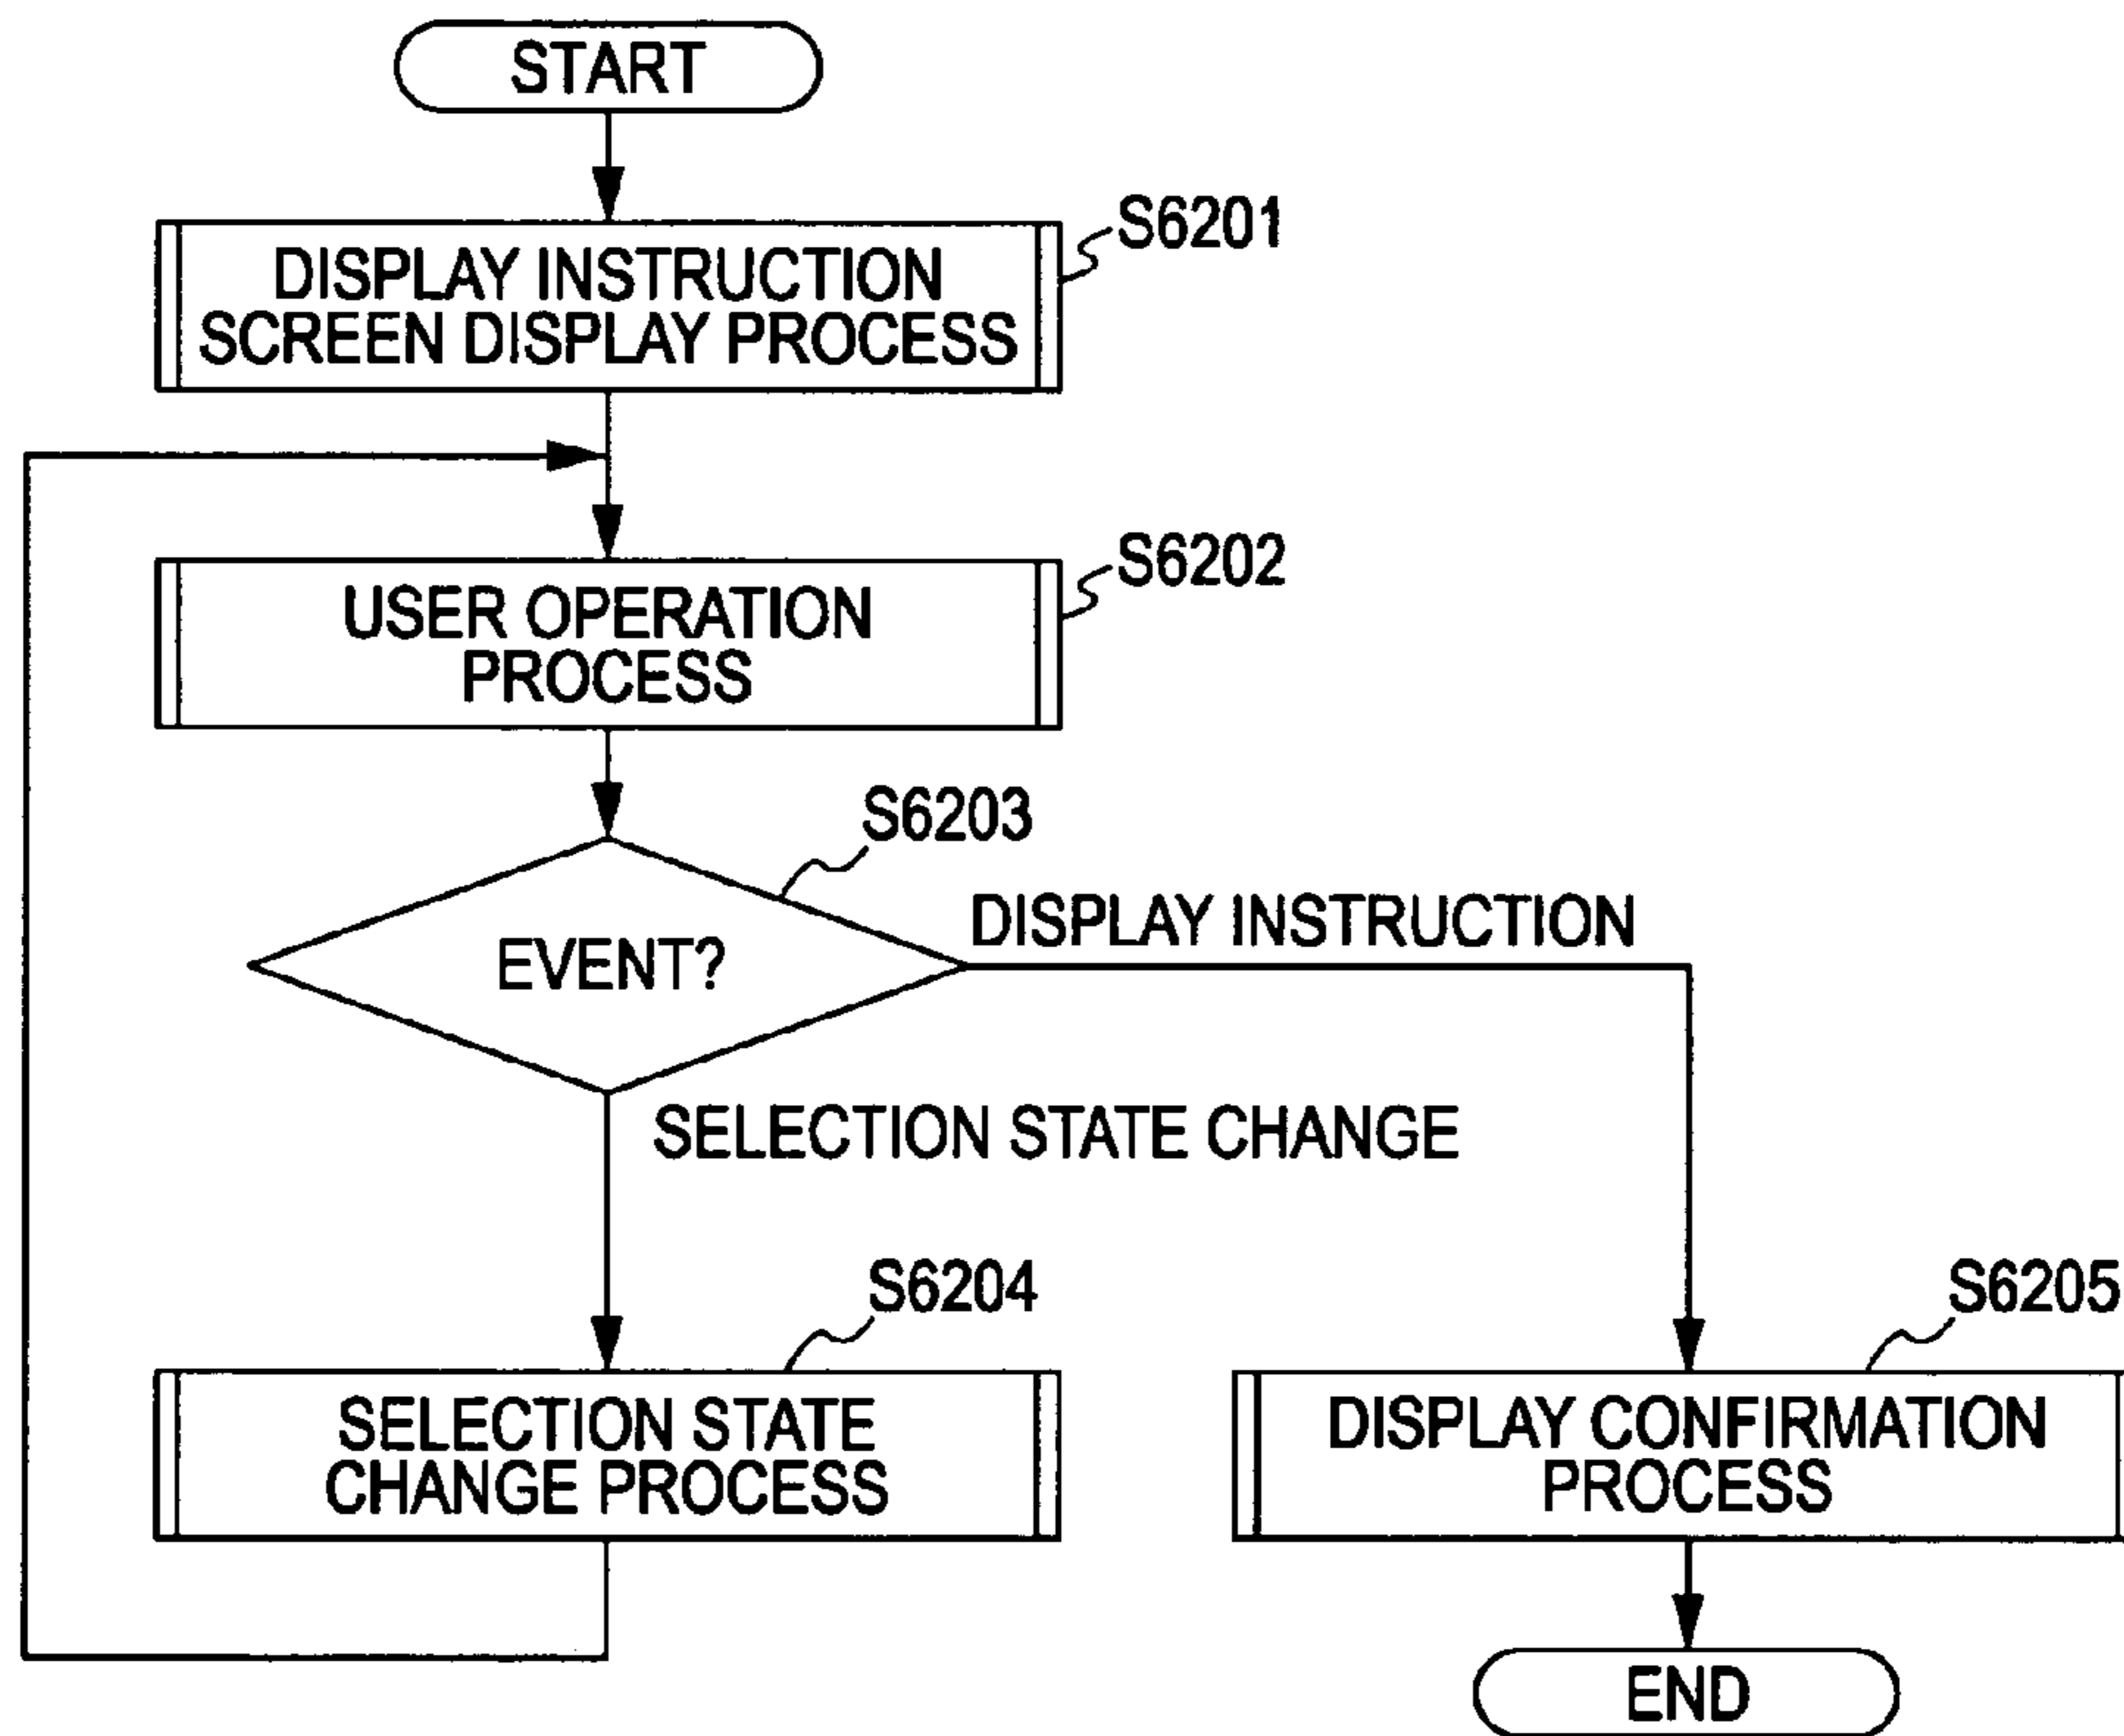 START
S6201
DISPLAY INSTRUCTION
SCREEN DISPLAY PROCESS
S6202
USER OPERATION
PROCESS
S6203
EVENT?
DISPLAY INSTRUCTION
SELECTION STATE CHANGE
S6204
SELECTION STATE
CHANGE PROCESS
S6205
DISPLAY CONFIRMATION
PROCESS
END